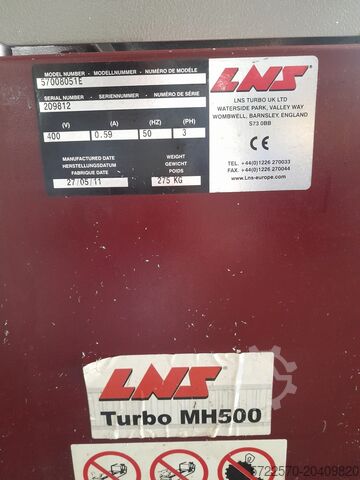 MODEL NUMBER - MODELLNUMMER - NUMÉRO DE MODÈLE
57008051E
SERIAL NUMBER - SERIENNUMMER - NUMÉRO DE SÉRIE
209812
(V) (A) (HZ) (PH)
400 0.59 50 3
MANUFACTURED DATE
HERSTELLUNGSDATUM
FABRIQUE DATE
27/05/11
WEIGHT
GEWICHT
POIDS
275 KG
LNS
LNS TURBO UK LTD
WATERSIDE PARK, VALLEY WAY
WOMBWELL, BARNSLEY, ENGLAND
S73 0BB
CE
TEL. +44(0)1226 270033
FAX. +44(0)1226 270044
www.Lns-europe.com
LNS
Turbo MH500
6722570-20409820